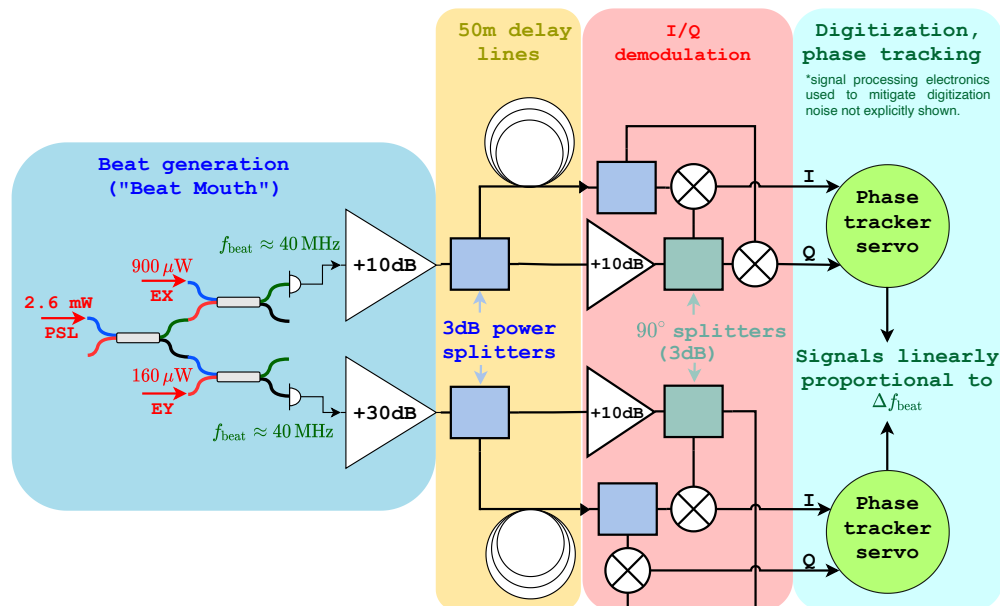 50m delay
lines
I/Q
demodulation
Digitization,
phase tracking
*signal processing electronics
used to mitigate digitization
noise not explicitly shown.
Beat generation
("Beat Mouth")
f_beat ≈ 40 MHz
900 μW
EX
2.6 mW
PSL
160 μW
EY
f_beat ≈ 40 MHz
+10dB
+30dB
3dB power
splitters
+10dB
90° splitters
(3dB)
+10dB
I
Q
Phase
tracker
servo
Signals linearly
proportional to
Δf_beat
I
Q
Phase
tracker
servo